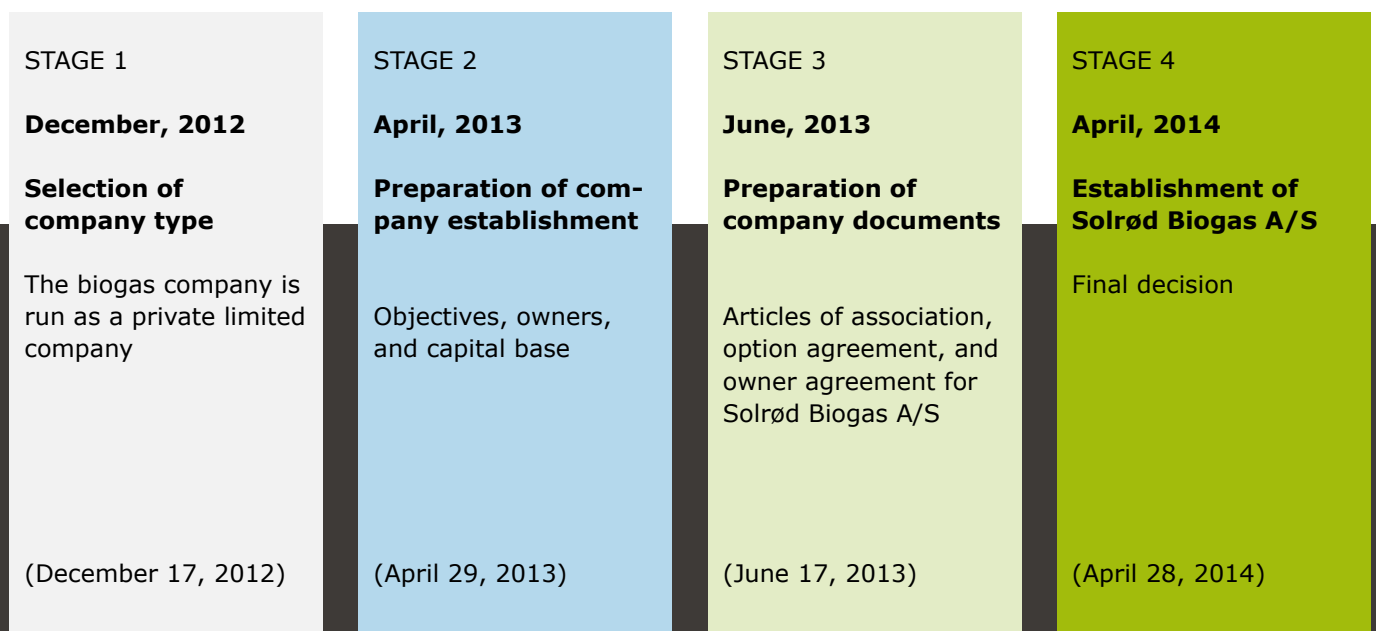 STAGE 1
December, 2012
Selection of
company type
The biogas company is
run as a private limited
company
(December 17, 2012)
STAGE 2
April, 2013
Preparation of com-
pany establishment
Objectives, owners,
and capital base
(April 29, 2013)
STAGE 3
June, 2013
Preparation of
company documents
Articles of association,
option agreement, and
owner agreement for
Solrød Biogas A/S
(June 17, 2013)
STAGE 4
April, 2014
Establishment of
Solrød Biogas A/S
Final decision
(April 28, 2014)